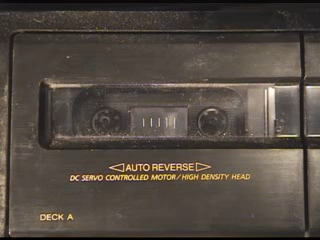 ◁AUTO REVERSE▷
DC SERVO CONTROLLED MOTOR/HIGH DENSITY HEAD
DECK A